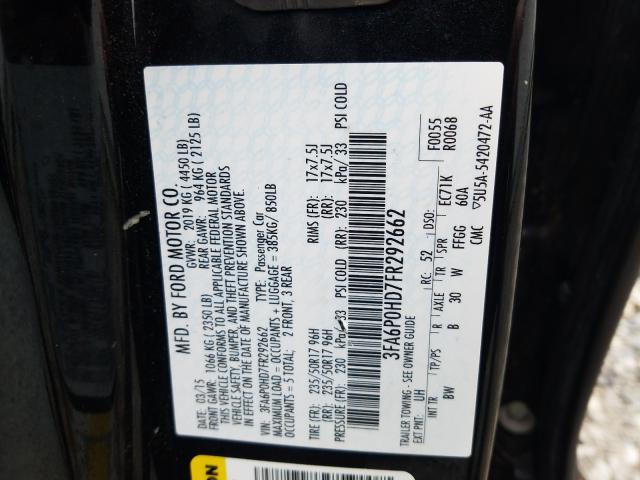 MFD. BY FORD MOTOR CO.
DATE: 03/15 GVWR: 2019 KG (4450 LB)
FRONT GAWR: 1066 KG (2350 LB) REAR GAWR: 964 KG (2125 LB)
THIS VEHICLE CONFORMS TO ALL APPLICABLE FEDERAL MOTOR
VEHICLE SAFETY, BUMPER, AND THEFT PREVENTION STANDARDS
IN EFFECT ON THE DATE OF MANUFACTURE SHOWN ABOVE.
VIN: 3FA6P0HD7FR292662 TYPE: Passenger Car
MAXIMUM LOAD = OCCUPANTS + LUGGAGE = 385KG/ 850LB
OCCUPANTS = 5 TOTAL: 2 FRONT, 3 REAR
TIRE (FR): 235/50R17 96H RIMS (FR): 17x7.5J
(RR): 235/50R17 96H (RR): 17x7.5J
PRESSURE (FR): 230 kPa/33 PSI COLD (RR): 230 kPa/33 PSI COLD
3FA6P0HD7FR292662
F0055
R0068
TRAILER TOWING - SEE OWNER GUIDE
EXT PNT: UH RC: 52 DSO: EC71K
INT TR TP/PS R AXLE TR SPR 60A
BW B 30 W FFGG
CMC ▽5U5A-5420472-AA